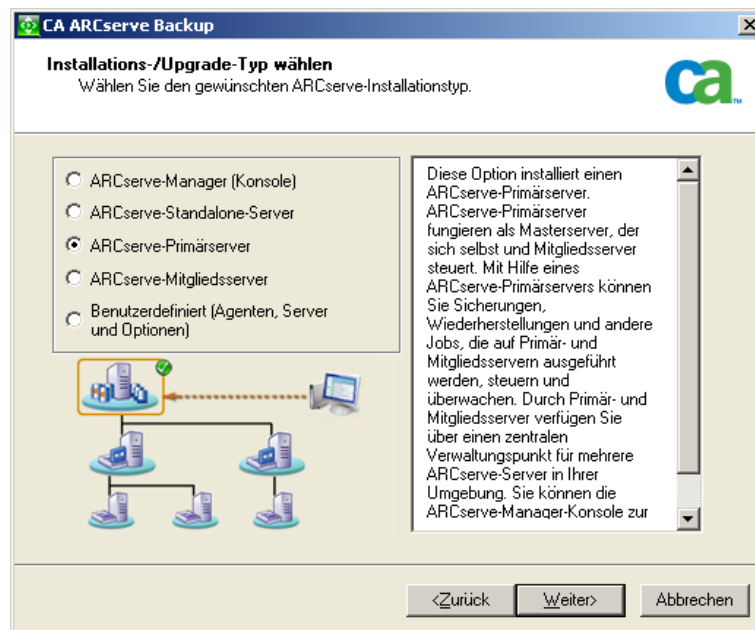 CA ARCserve Backup
Installations-/Upgrade-Typ wählen
Wählen Sie den gewünschten ARCserve-Installationstyp.
ca™
ARCserve-Manager (Konsole)
ARCserve-Standalone-Server
ARCserve-Primärserver
ARCserve-Mitgliedsserver
Benutzerdefiniert (Agenten, Server
und Optionen)
Diese Option installiert einen
ARCserve-Primärserver.
ARCserve-Primärserver
fungieren als Masterserver, der
sich selbst und Mitgliedsserver
steuert. Mit Hilfe eines
ARCserve-Primärservers können
Sie Sicherungen,
Wiederherstellungen und andere
Jobs, die auf Primär- und
Mitgliedsservern ausgeführt
werden, steuern und
überwachen. Durch Primär- und
Mitgliedsserver verfügen Sie
über einen zentralen
Verwaltungspunkt für mehrere
ARCserve-Server in Ihrer
Umgebung. Sie können die
ARCserve-Manager-Konsole zur
<Zurück
Weiter>
Abbrechen